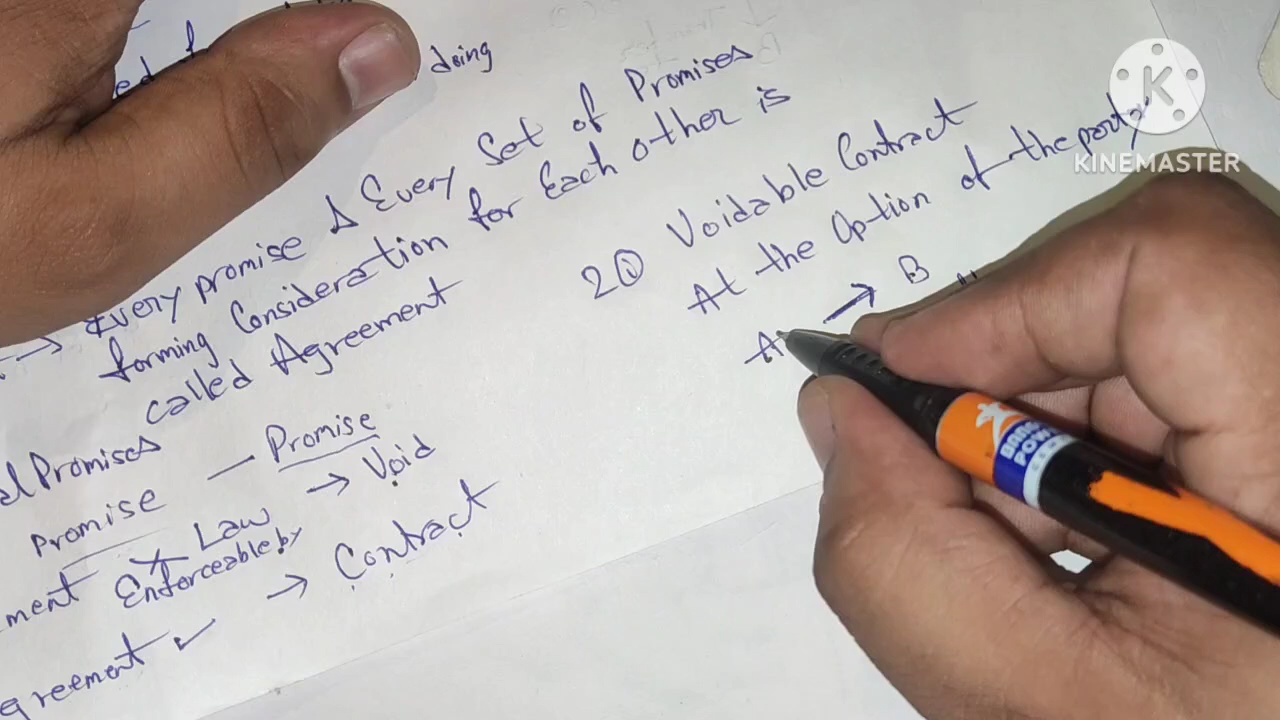 doing
→ Every promise & Every Set of Promises
forming Consideration for Each other is
called Agreement
Promises
Promise — Promise
Law → Void
Enforceable by
→ Contract
✓
2 (i) Voidable Contract
At the Option of the party
A → B
KINEMASTER